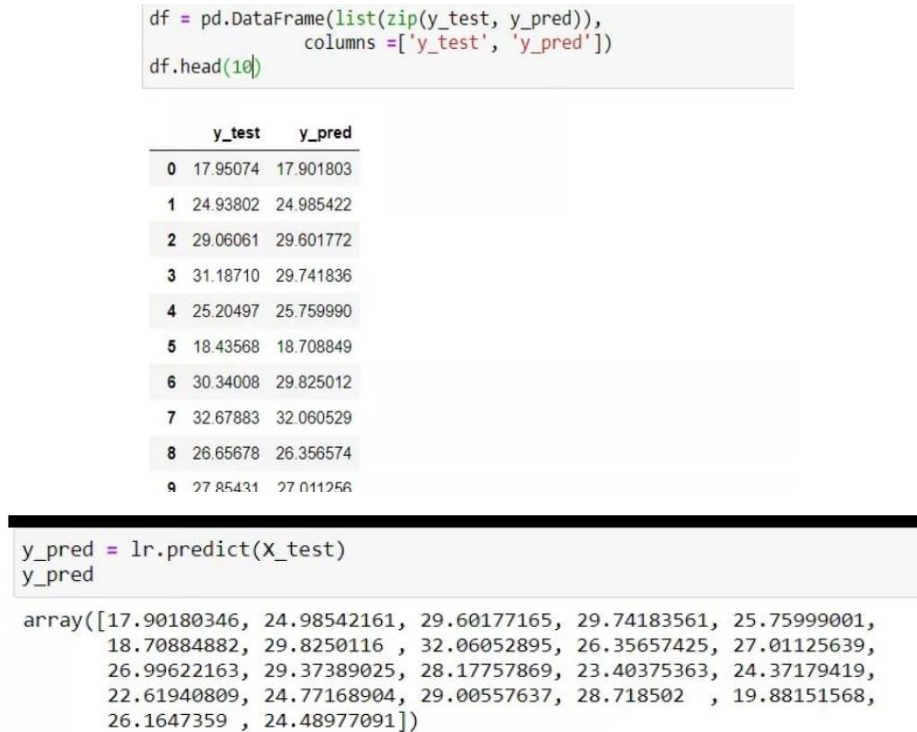 df = pd.DataFrame(list(zip(y_test, y_pred)),
columns =['y_test', 'y_pred'])
df.head(10)
y_test y_pred
0 17.95074 17.901803
1 24.93802 24.985422
2 29.06061 29.601772
3 31.18710 29.741836
4 25.20497 25.759990
5 18.43568 18.708849
6 30.34008 29.825012
7 32.67883 32.060529
8 26.65678 26.356574
9 27.85431 27.011256
y_pred = lr.predict(X_test)
y_pred
array([17.90180346, 24.98542161, 29.60177165, 29.74183561, 25.75999001,
18.70884882, 29.8250116 , 32.06052895, 26.35657425, 27.01125639,
26.99622163, 29.37389025, 28.17757869, 23.40375363, 24.37179419,
22.61940809, 24.77168904, 29.00557637, 28.718502 , 19.88151568,
26.1647359 , 24.48977091])